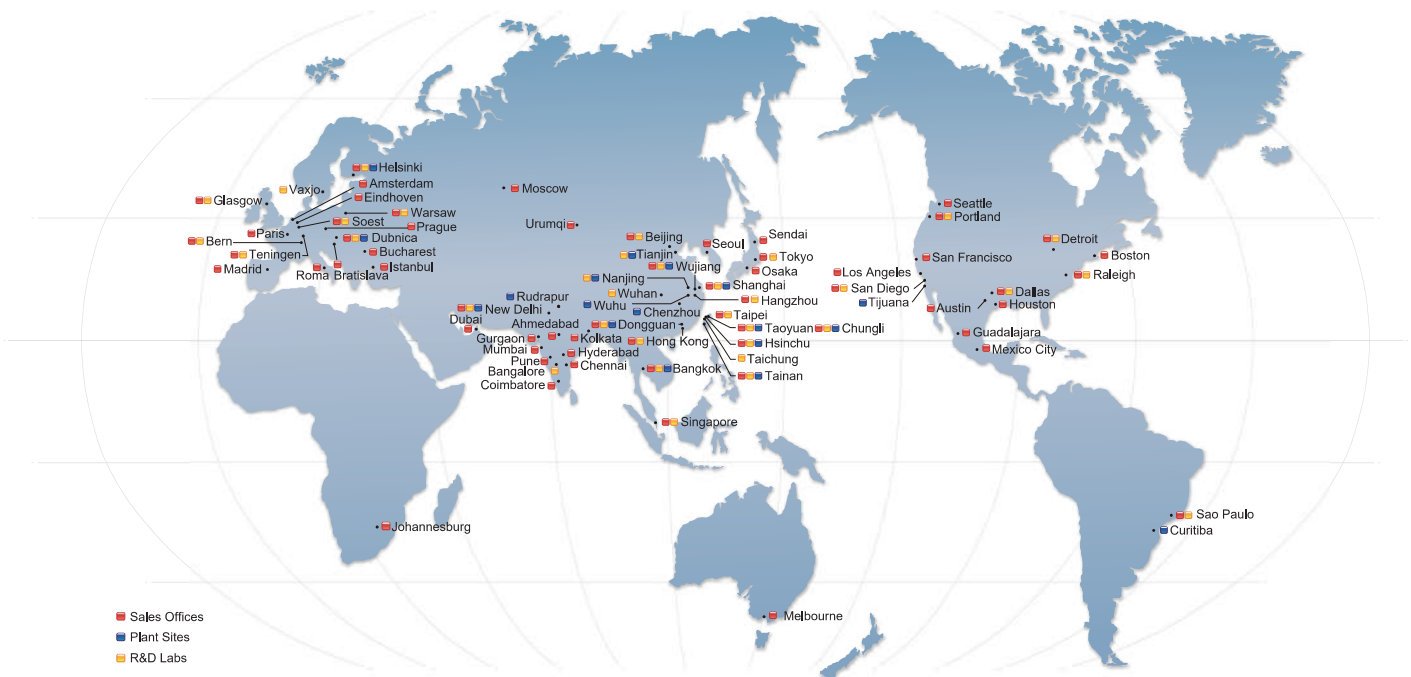 Helsinki
Amsterdam
Vaxjo
Eindhoven
Glasgow
Warsaw
Soest
Prague
Paris
Dubnica
Bern
Bucharest
Teningen
Istanbul
Madrid
Roma
Bratislava
Moscow
Urumqi
Beijing
Seoul
Sendai
Tianjin
Tokyo
Wujiang
Osaka
Nanjing
Shanghai
Wuhan
Hangzhou
Rudrapur
Wuhu
New Delhi
Chenzhou
Dubai
Taipei
Ahmedabad
Dongguan
Taoyuan
Chungli
Gurgaon
Kolkata
Hong Kong
Hsinchu
Mumbai
Hyderabad
Taichung
Pune
Chennai
Bangalore
Bangkok
Tainan
Coimbatore
Singapore
Johannesburg
Melbourne
Seattle
Portland
Detroit
San Francisco
Boston
Los Angeles
Raleigh
San Diego
Dallas
Tijuana
Austin
Houston
Guadalajara
Mexico City
Sao Paulo
Curitiba
Sales Offices
Plant Sites
R&D Labs